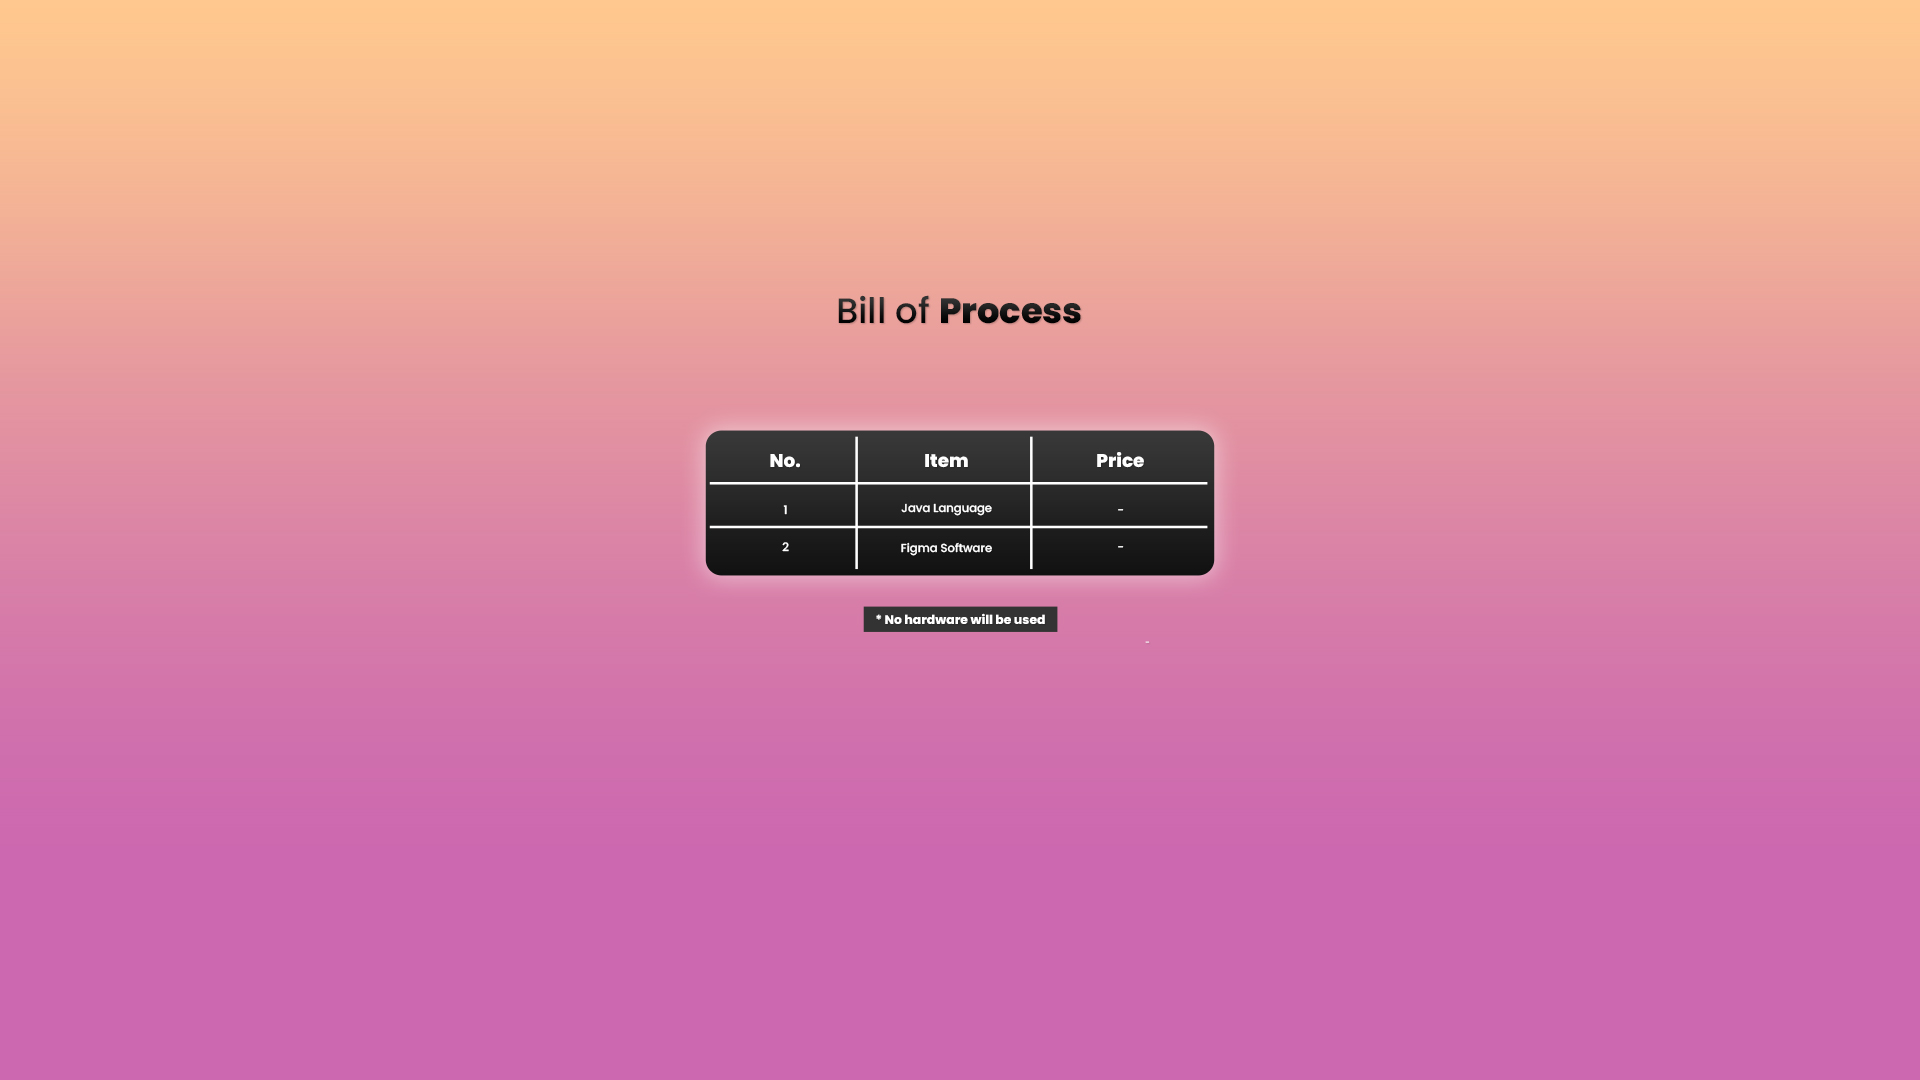 Bill of Process
No. Item Price
1 Java Language -
2 Figma Software -
* No hardware will be used
-